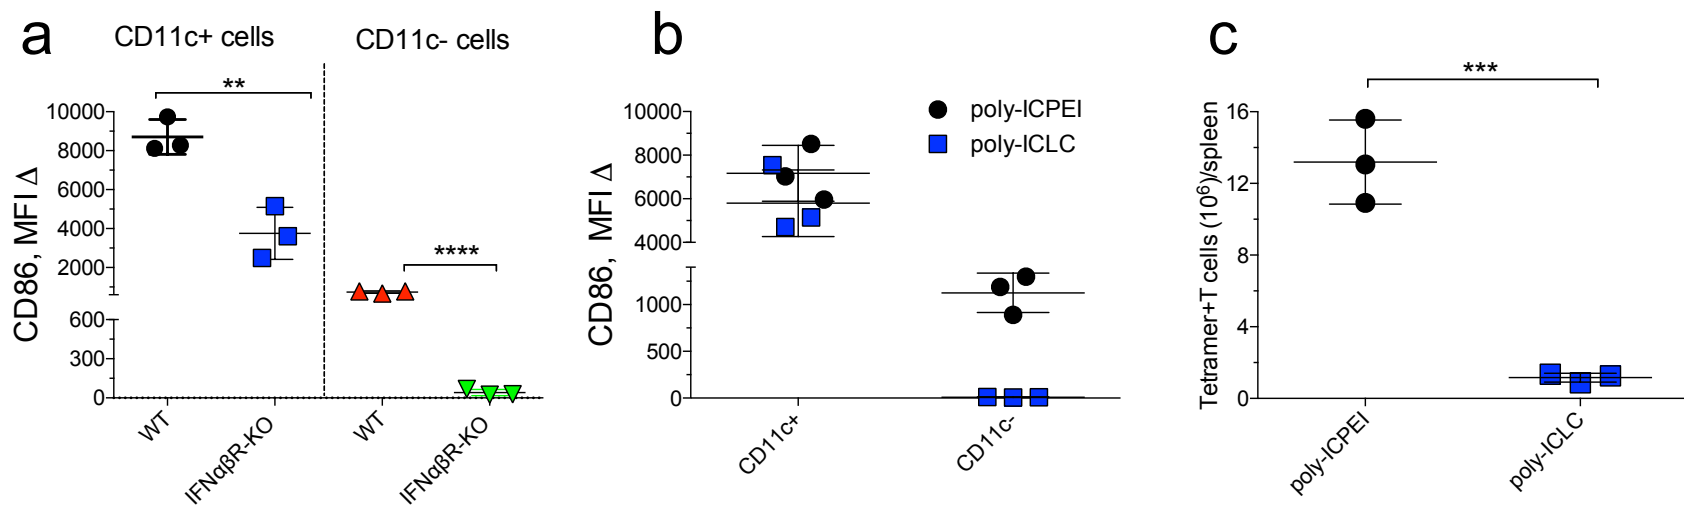 a
CD11c+ cells
CD11c- cells
**
****
CD86, MFI Δ
10000
8000
6000
4000
2000
600
300
0
WT
IFNαβR-KO
WT
IFNαβR-KO
b
poly-ICPEI
poly-ICLC
CD86, MFI Δ
10000
8000
6000
4000
1000
500
0
CD11c+
CD11c-
c
***
Tetramer+T cells (10⁶)/spleen
16
12
8
4
0
poly-ICPEI
poly-ICLC